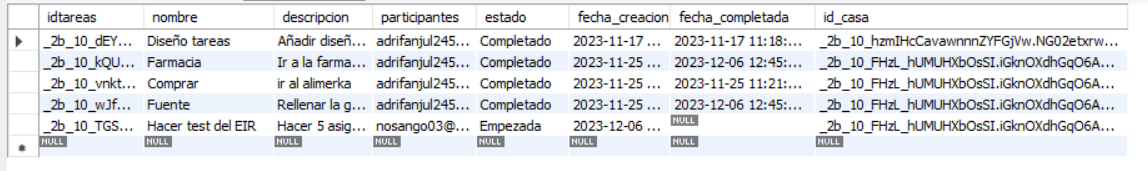 idtareas nombre descripcion participantes estado fecha_creacion fecha_completada id_casa
_2b_10_dEY... Diseño tareas Añadir diseñ... adrifanjul245... Completado 2023-11-17 ... 2023-11-17 11:18:... _2b_10_hzmIHcCavawnnnZYFGjVw.NG02etxrw...
_2b_10_kQU... Farmacia Ir a la farma... adrifanjul245... Completado 2023-11-25 ... 2023-12-06 12:45:... _2b_10_FHzL_hUMUHXbOsSI.iGknOXdhGqO6A...
_2b_10_vnkt... Comprar ir al alimerka adrifanjul245... Completado 2023-11-25 ... 2023-11-25 11:21:... _2b_10_FHzL_hUMUHXbOsSI.iGknOXdhGqO6A...
_2b_10_wJf... Fuente Rellenar la g... adrifanjul245... Completado 2023-11-25 ... 2023-12-06 12:45:... _2b_10_FHzL_hUMUHXbOsSI.iGknOXdhGqO6A...
_2b_10_TGS... Hacer test del EIR Hacer 5 asig... nosango03@... Empezada 2023-12-06 ... NULL _2b_10_FHzL_hUMUHXbOsSI.iGknOXdhGqO6A...
NULL NULL NULL NULL NULL NULL NULL NULL